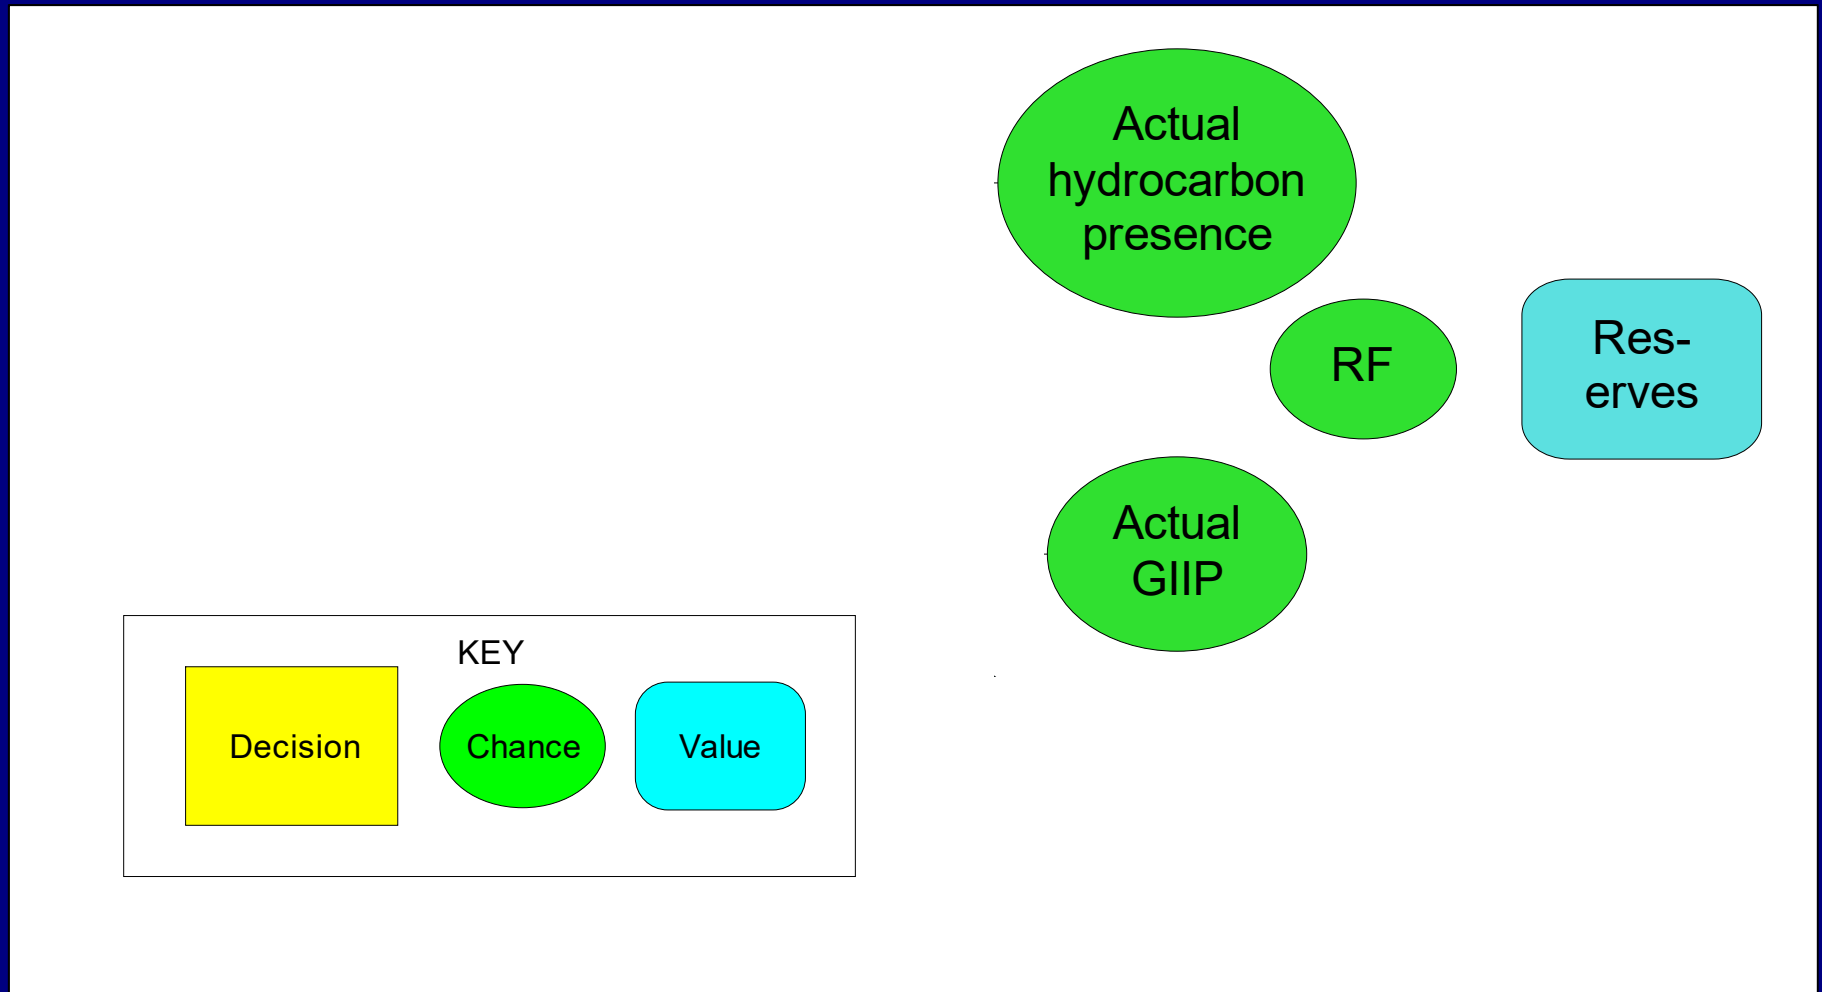 Actual
hydrocarbon
presence
RF
Res-
erves
Actual
GIIP
KEY
Decision
Chance
Value